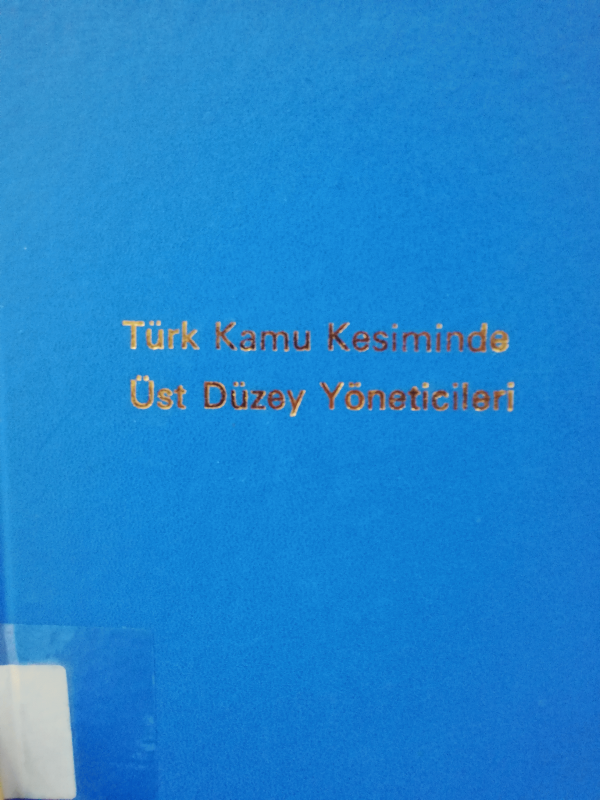 Türk Kamu Kesiminde
Üst Düzey Yöneticileri